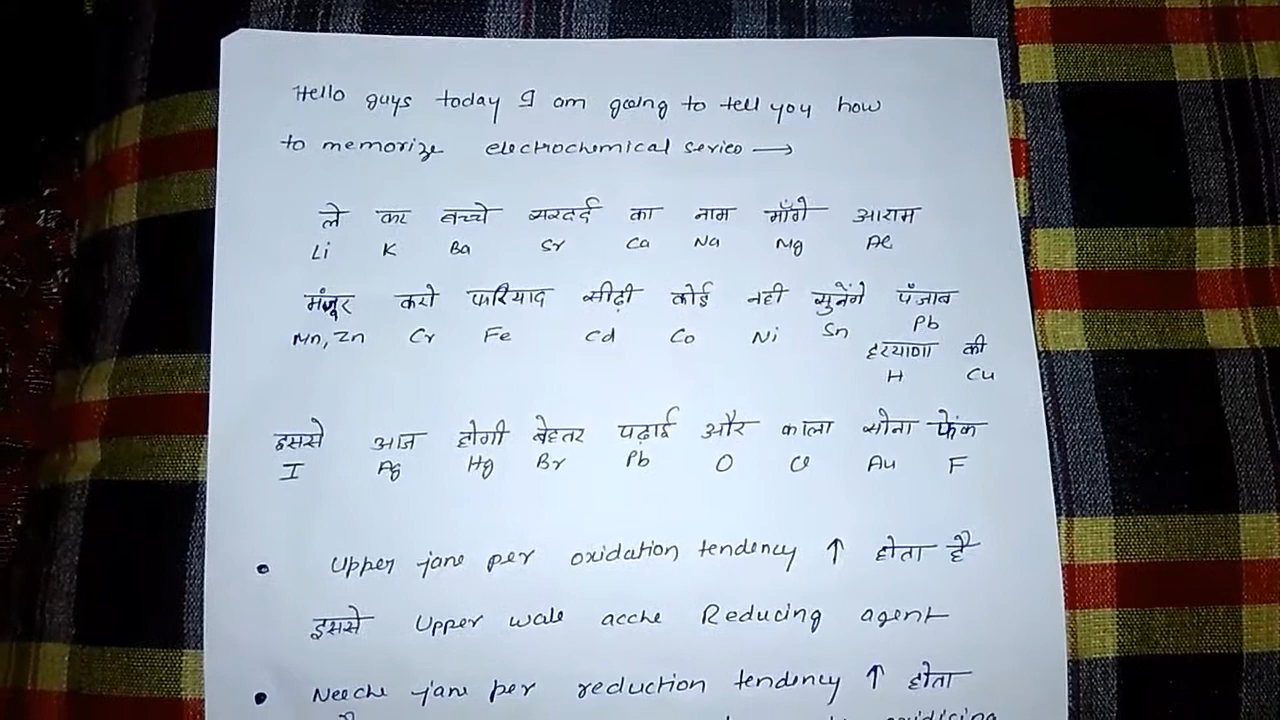 Hello guys today I am going to tell you how
to memorize electrochemical series →
ले कर बच्चे सरदर्द का नाम माँगे आराम
Li K Ba Sr Ca Na Mg Al
मंजूर करो फरियाद सीढ़ी कोई नही सुनेंगे पँजाब
Mn, Zn Cr Fe Cd Co Ni Sn Pb
हरयाणा की
H Cu
इससे आज होगी बेहतर पढ़ाई और काला सोना फेंक
I Ag Hg Br Pb O Cl Au F
• Upper jane per oxidation tendency ↑ होता है
इससे Upper wale acche Reducing agent
• Neeche jane per reduction tendency ↑ होता